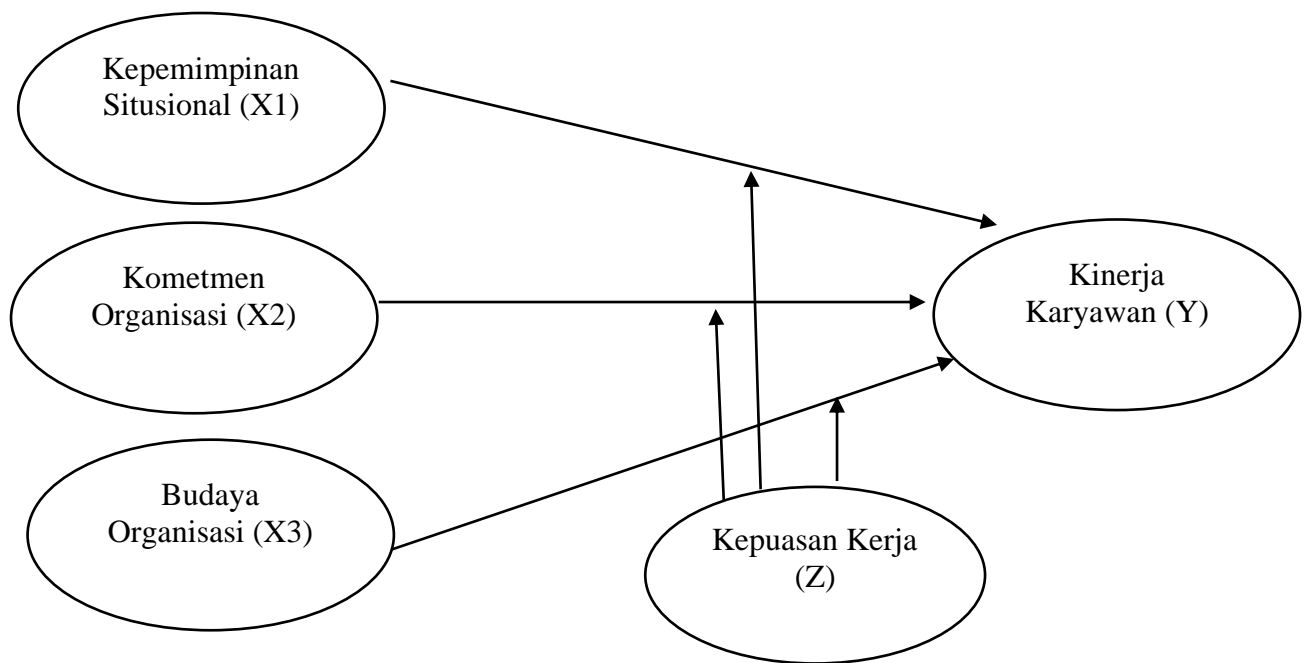 Kepemimpinan
Situsional (X1)
Kometmen
Organisasi (X2)
Budaya
Organisasi (X3)
Kinerja
Karyawan (Y)
Kepuasan Kerja
(Z)